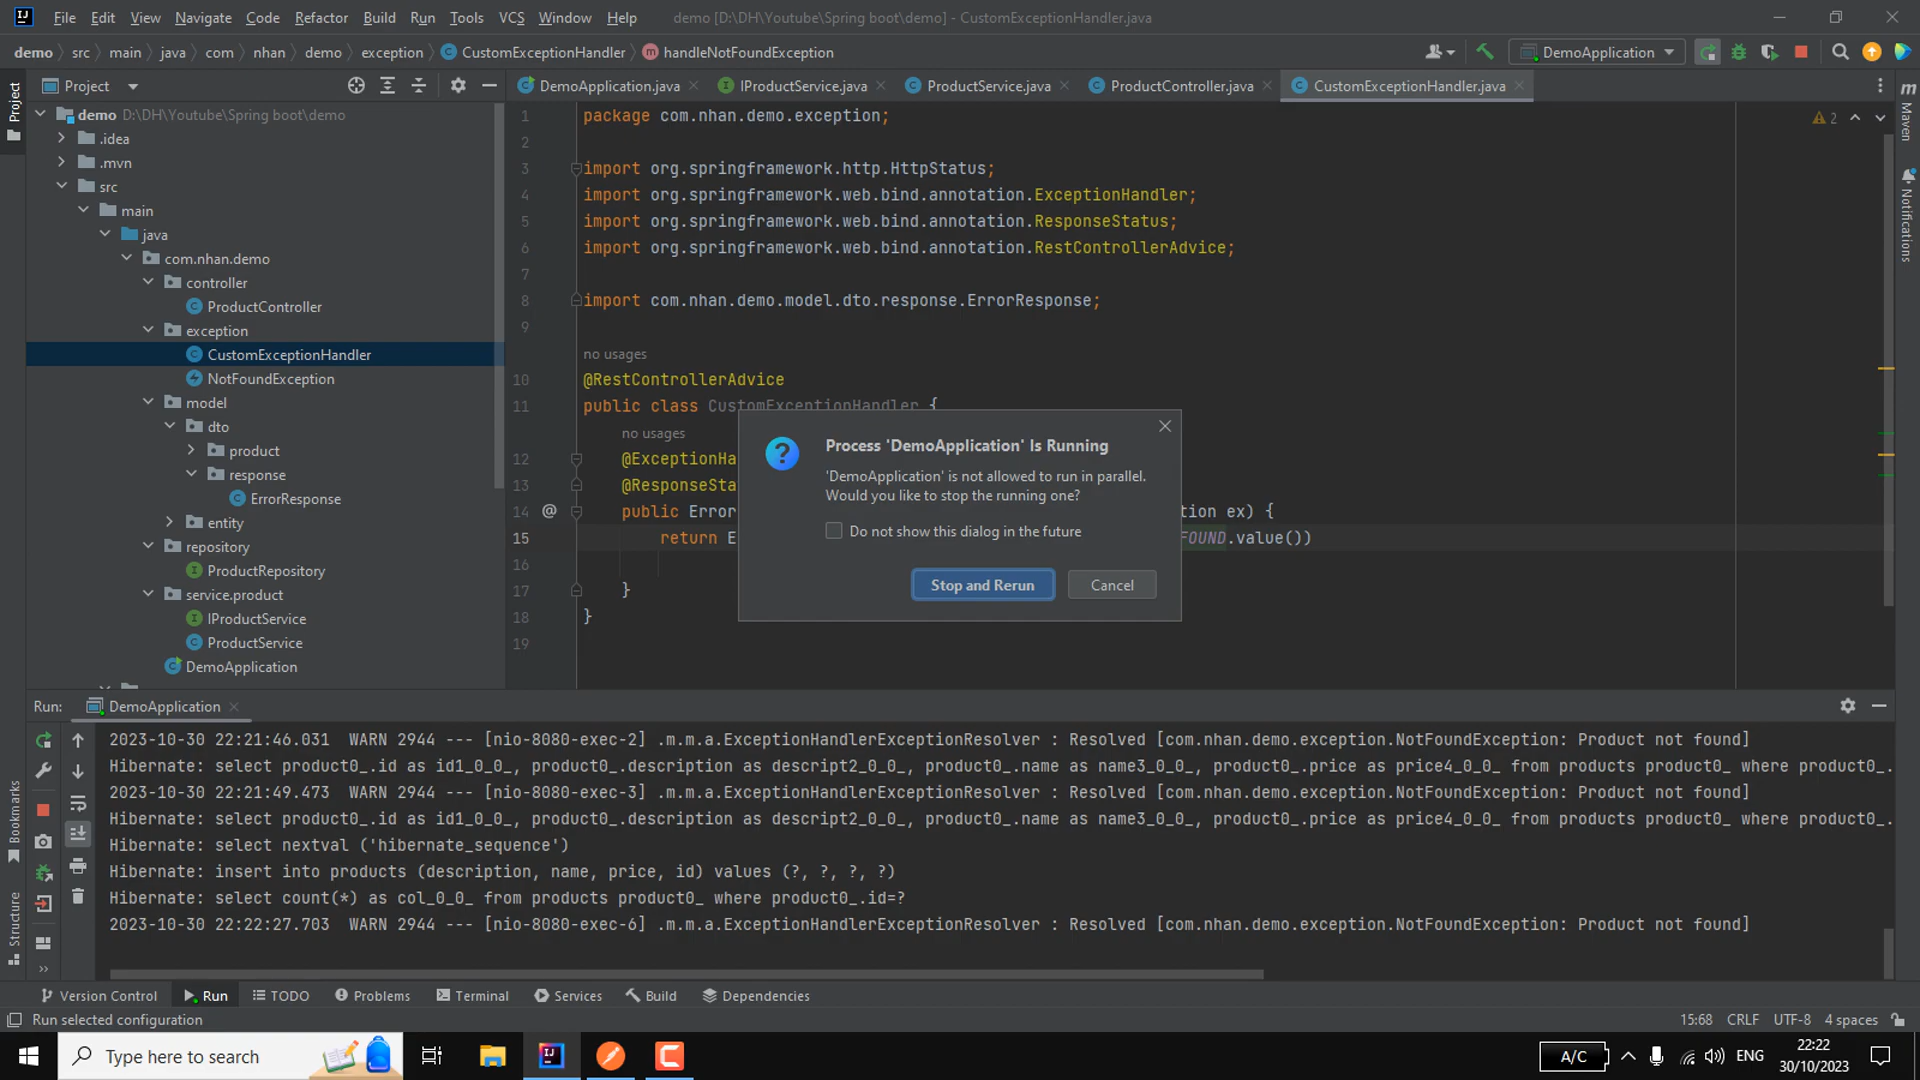 File Edit View Navigate Code Refactor Build Run Tools VCS Window Help demo [D:\DH\Youtube\Spring boot\demo] - CustomExceptionHandler.java
demo src main java com nhan demo exception CustomExceptionHandler handleNotFoundException DemoApplication
Project DemoApplication.java IProductService.java ProductService.java ProductController.java CustomExceptionHandler.java
demo D:\DH\Youtube\Spring boot\demo
.idea
.mvn
src
main
java
com.nhan.demo
controller
ProductController
exception
CustomExceptionHandler
NotFoundException
model
dto
product
response
ErrorResponse
entity
repository
ProductRepository
service.product
IProductService
ProductService
DemoApplication
1 package com.nhan.demo.exception;
2
3 import org.springframework.http.HttpStatus;
4 import org.springframework.web.bind.annotation.ExceptionHandler;
5 import org.springframework.web.bind.annotation.ResponseStatus;
6 import org.springframework.web.bind.annotation.RestControllerAdvice;
7
8 import com.nhan.demo.model.dto.response.ErrorResponse;
9
no usages
10 @RestControllerAdvice
11 public class CustomExceptionHandler {
no usages
12 @ExceptionHa
13 @ResponseSta
14 @ public Error tion ex) {
15 return E FOUND.value())
16
17 }
18 }
19
2
Process 'DemoApplication' Is Running
'DemoApplication' is not allowed to run in parallel.
Would you like to stop the running one?
Do not show this dialog in the future
Stop and Rerun Cancel
Project
Bookmarks
Structure
m Maven
Notifications
Run: DemoApplication
2023-10-30 22:21:46.031 WARN 2944 --- [nio-8080-exec-2] .m.m.a.ExceptionHandlerExceptionResolver : Resolved [com.nhan.demo.exception.NotFoundException: Product not found]
Hibernate: select product0_.id as id1_0_0_, product0_.description as descript2_0_0_, product0_.name as name3_0_0_, product0_.price as price4_0_0_ from products product0_ where product0_.
2023-10-30 22:21:49.473 WARN 2944 --- [nio-8080-exec-3] .m.m.a.ExceptionHandlerExceptionResolver : Resolved [com.nhan.demo.exception.NotFoundException: Product not found]
Hibernate: select product0_.id as id1_0_0_, product0_.description as descript2_0_0_, product0_.name as name3_0_0_, product0_.price as price4_0_0_ from products product0_ where product0_.
Hibernate: select nextval ('hibernate_sequence')
Hibernate: insert into products (description, name, price, id) values (?, ?, ?, ?)
Hibernate: select count(*) as col_0_0_ from products product0_ where product0_.id=?
2023-10-30 22:22:27.703 WARN 2944 --- [nio-8080-exec-6] .m.m.a.ExceptionHandlerExceptionResolver : Resolved [com.nhan.demo.exception.NotFoundException: Product not found]
Version Control Run TODO Problems Terminal Services Build Dependencies
Run selected configuration 15:68 CRLF UTF-8 4 spaces
Type here to search A/C ENG 22:22
30/10/2023